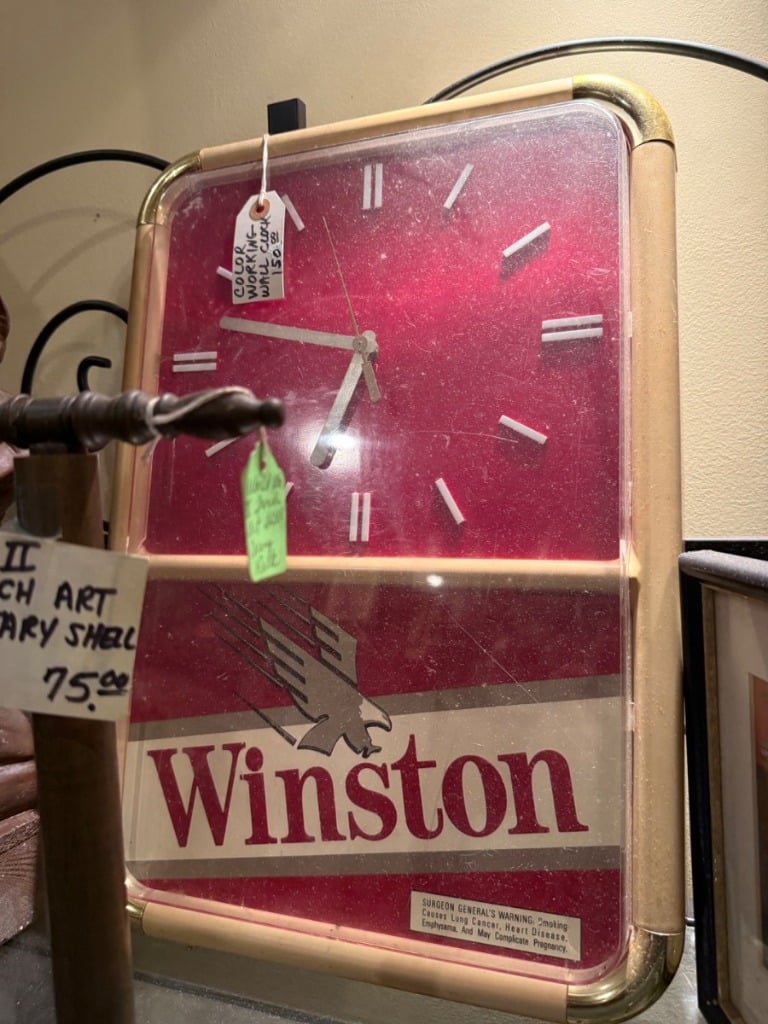 COLOR
WORKING
WALL CLOCK
150.00
II
CH ART
ARY SHELL
75.00
Winston
SURGEON GENERAL'S WARNING: Smoking
Causes Lung Cancer, Heart Disease,
Emphysema, And May Complicate Pregnancy.